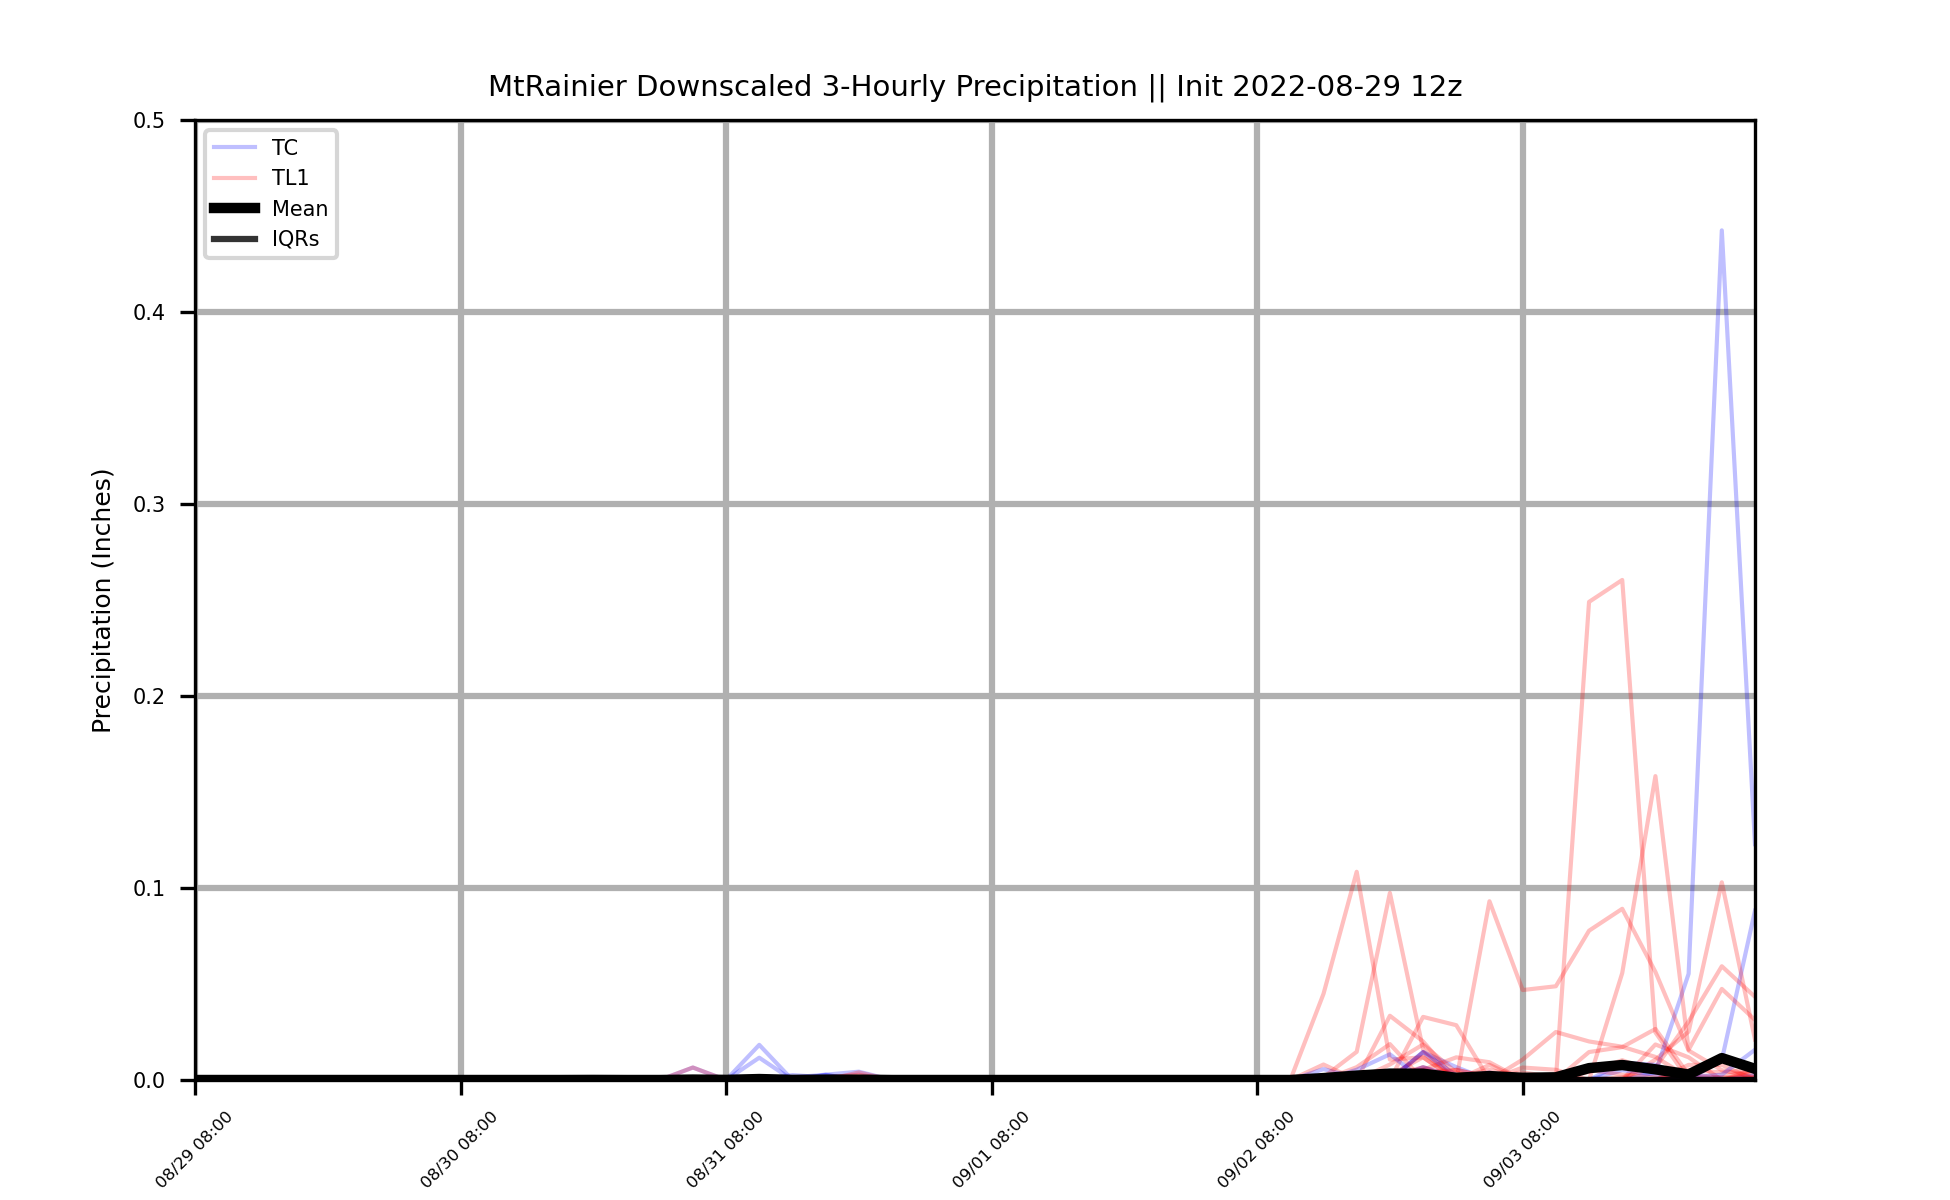 MtRainier Downscaled 3-Hourly Precipitation || Init 2022-08-29 12z
TC
TL1
Mean
IQRs
Precipitation (Inches)
0.5
0.4
0.3
0.2
0.1
0.0
08/29 08:00
08/30 08:00
08/31 08:00
09/01 08:00
09/02 08:00
09/03 08:00